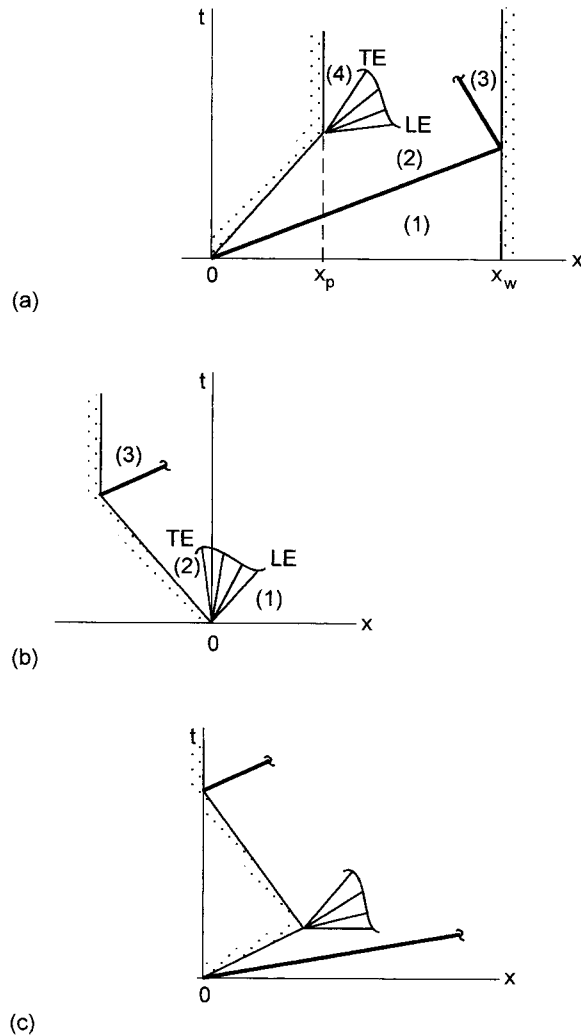 t
(4) TE
(3)
LE
(2)
(1)
0 x_p x_w x
(a)
t
(3)
TE
(2) LE
(1)
0 x
(b)
t
0 x
(c)